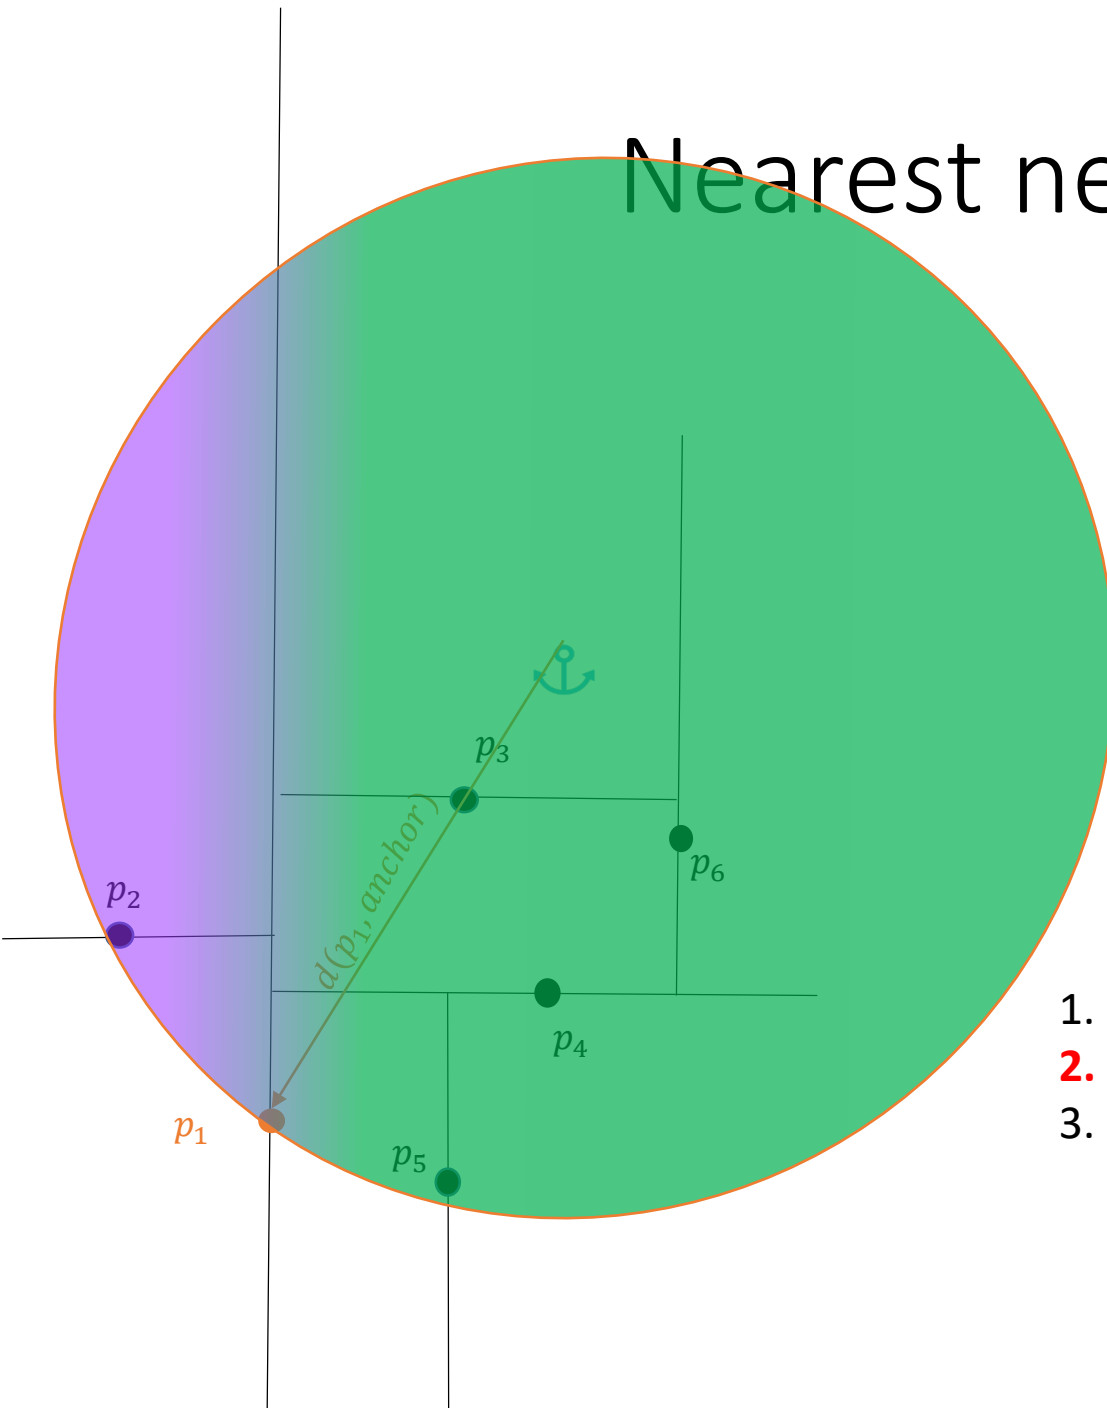 Nearest ne
p₃
d(p₁, anchor)
p₆
p₂
1.
p₄
2.
p₁
3.
p₅